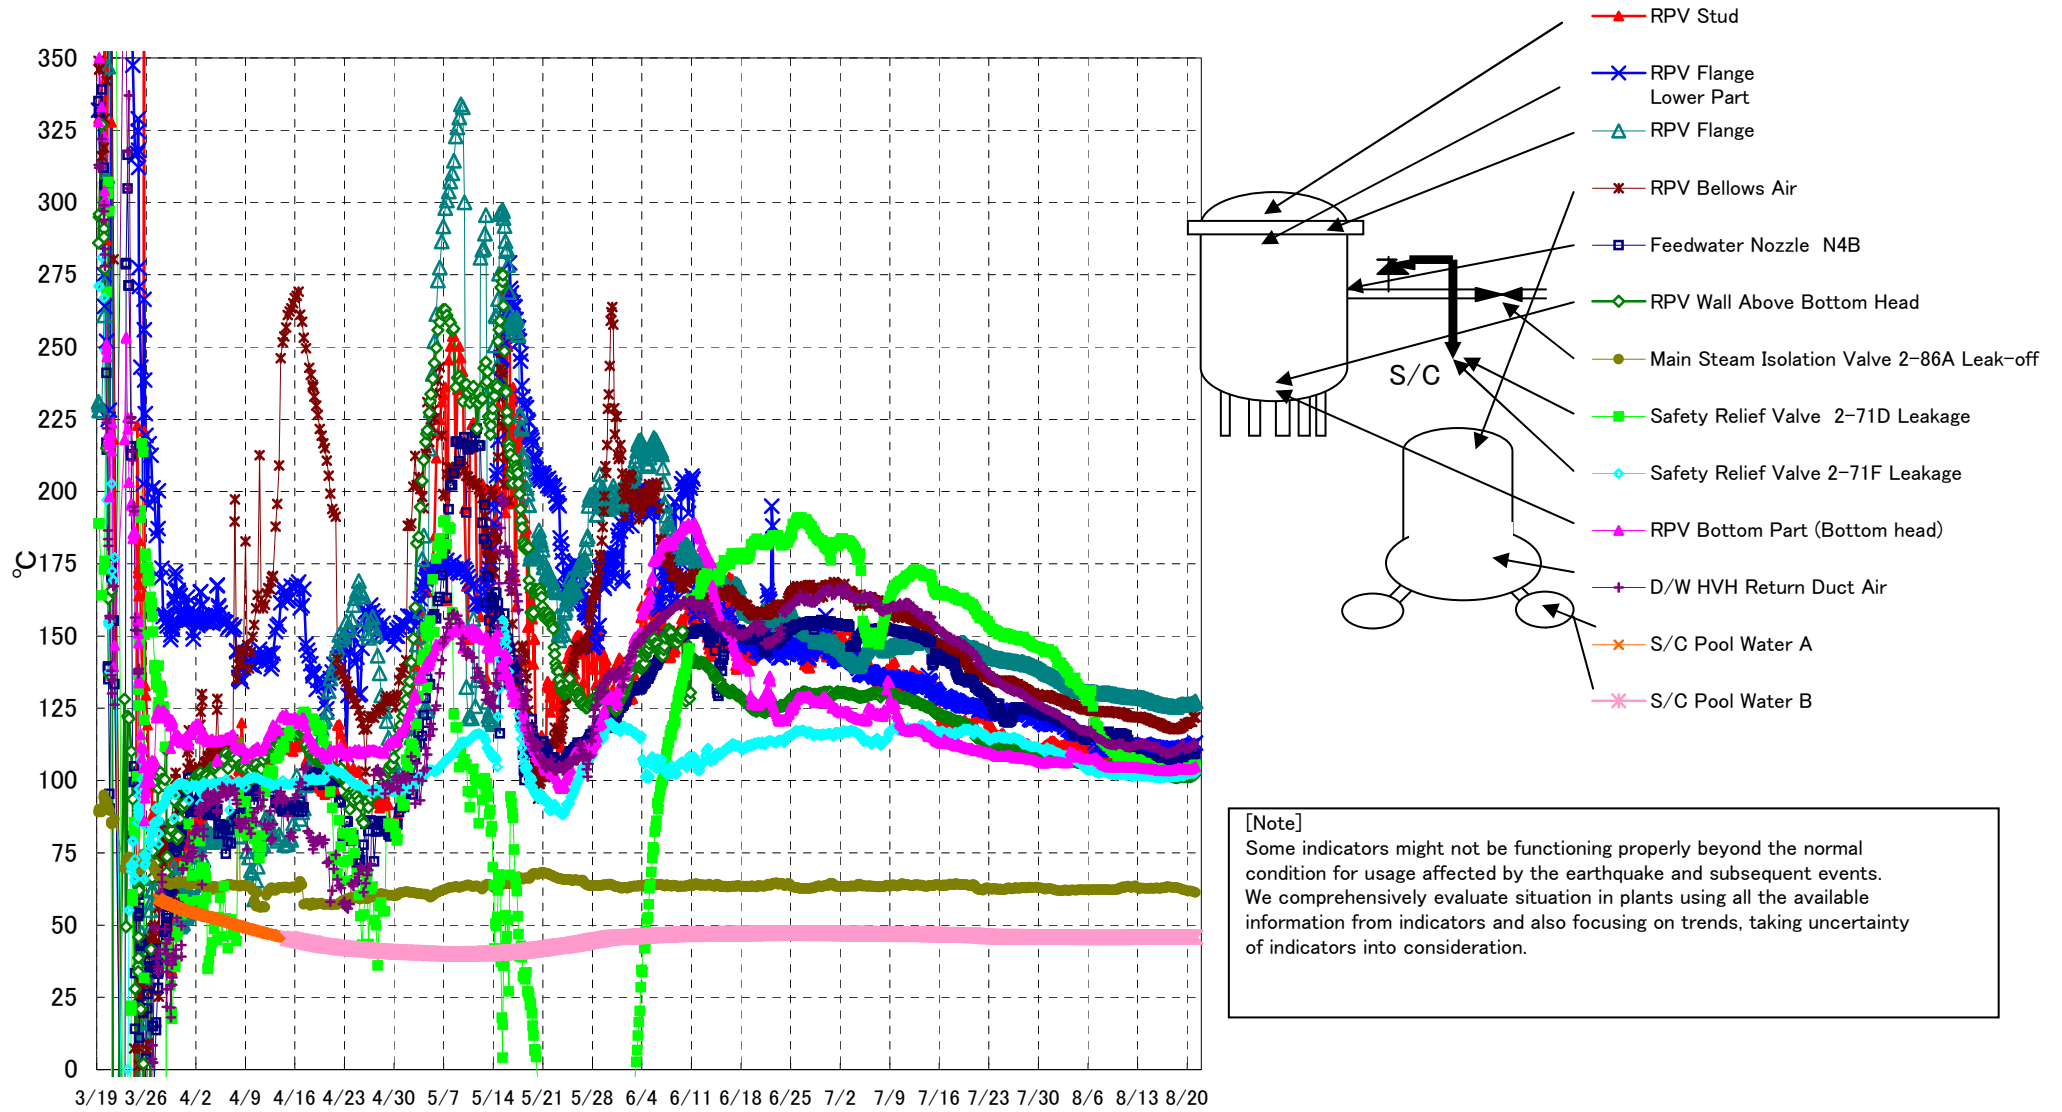 ℃
350
325
300
275
250
225
200
175
150
125
100
75
50
25
0
3/19 3/26 4/2 4/9 4/16 4/23 4/30 5/7 5/14 5/21 5/28 6/4 6/11 6/18 6/25 7/2 7/9 7/16 7/23 7/30 8/6 8/13 8/20
RPV Stud
RPV Flange
Lower Part
RPV Flange
RPV Bellows Air
Feedwater Nozzle N4B
RPV Wall Above Bottom Head
Main Steam Isolation Valve 2-86A Leak-off
Safety Relief Valve 2-71D Leakage
Safety Relief Valve 2-71F Leakage
RPV Bottom Part (Bottom head)
D/W HVH Return Duct Air
S/C Pool Water A
S/C Pool Water B
S/C
[Note]
Some indicators might not be functioning properly beyond the normal
condition for usage affected by the earthquake and subsequent events.
We comprehensively evaluate situation in plants using all the available
information from indicators and also focusing on trends, taking uncertainty
of indicators into consideration.